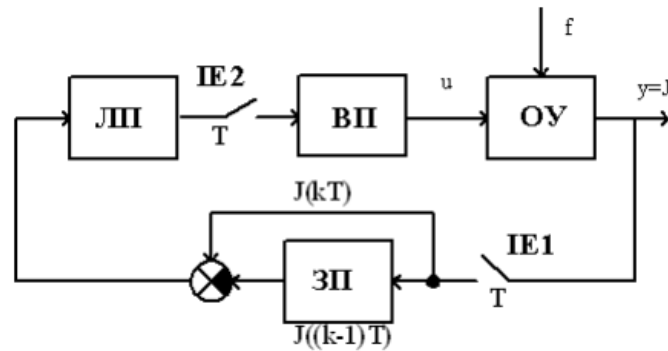 f
IE2
u
y=J
ЛП
ВП
ОУ
T
J(kT)
IE1
ЗП
T
J((k-1)T)